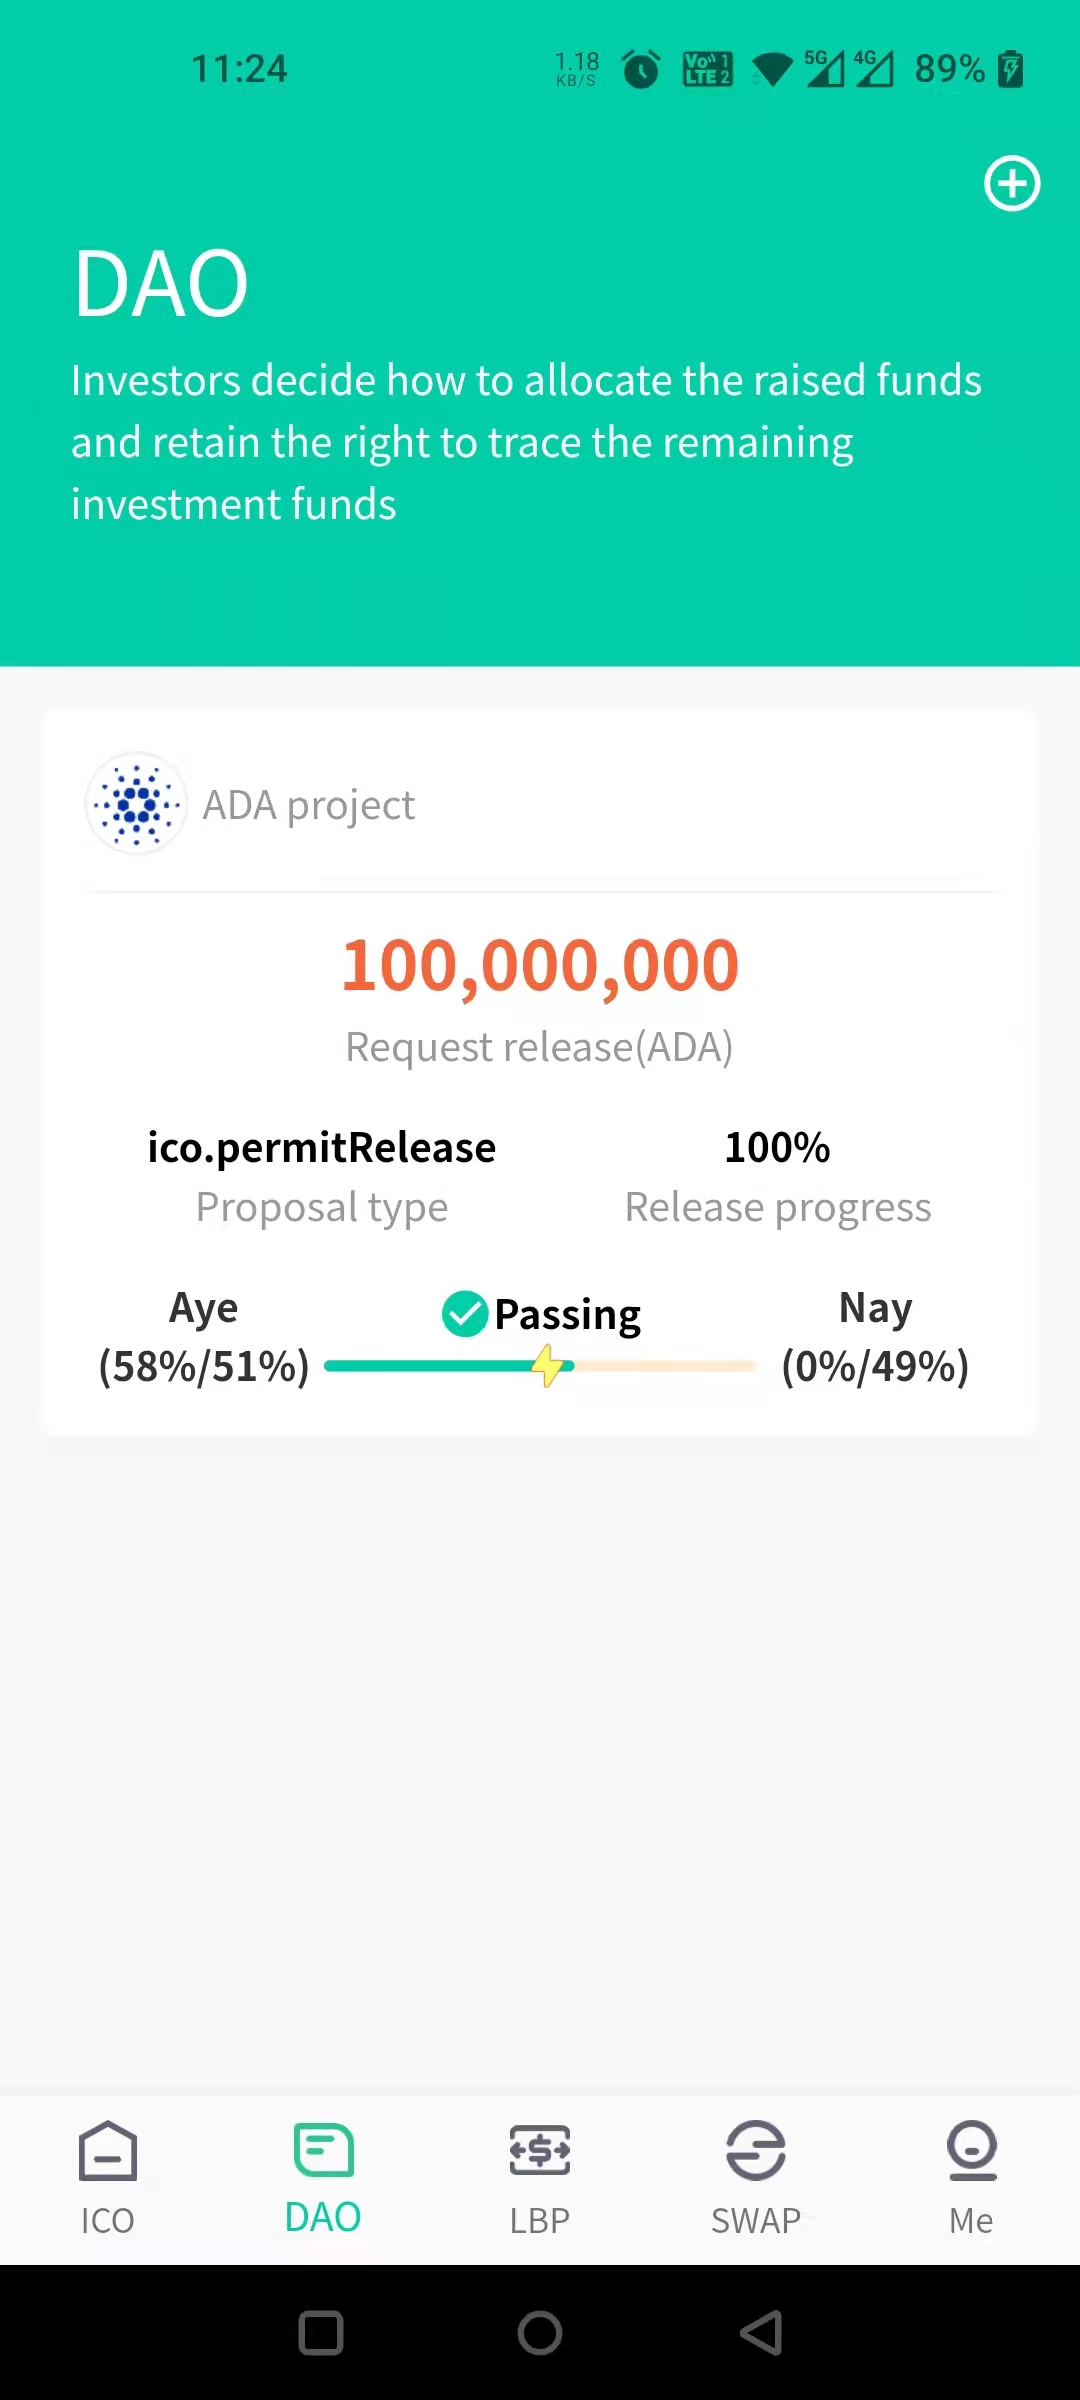 11:24 1.18 KB/S Vo)) 1 LTE 2 5G 4G 89%
DAO
Investors decide how to allocate the raised funds
and retain the right to trace the remaining
investment funds
ADA project
100,000,000
Request release(ADA)
ico.permitRelease 100%
Proposal type Release progress
Aye Passing Nay
(58%/51%) (0%/49%)
ICO DAO LBP SWAP Me